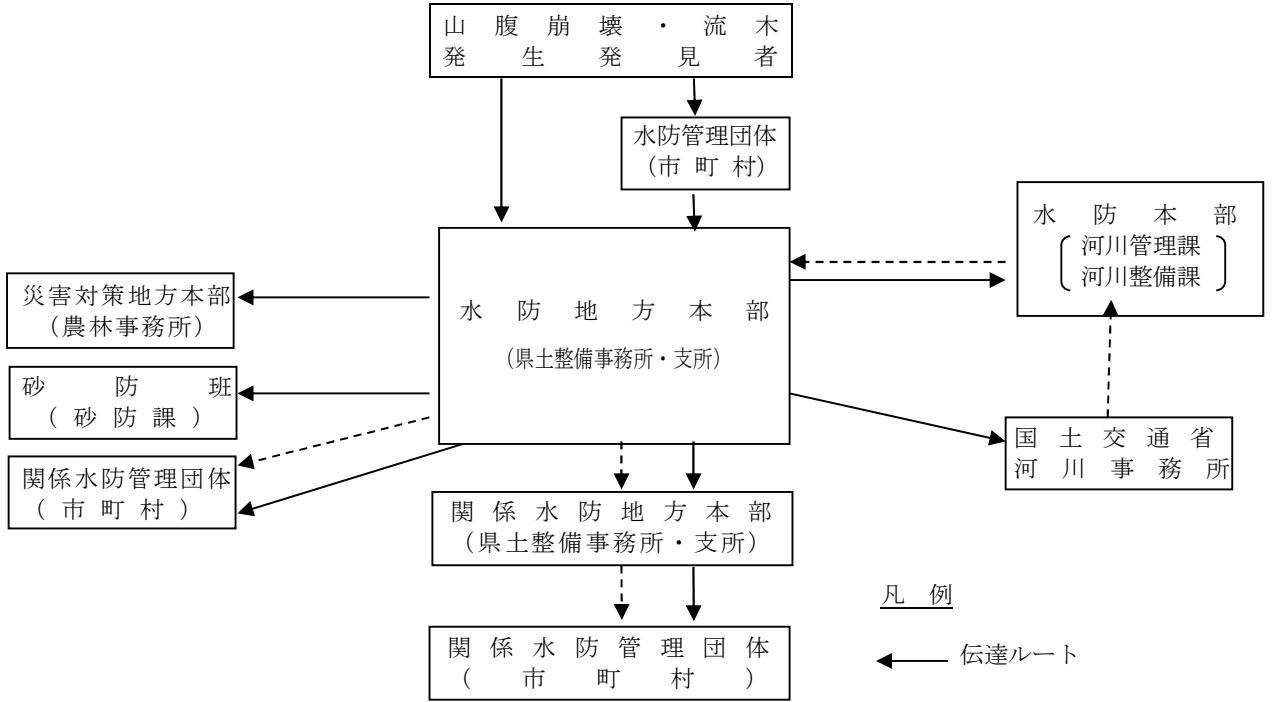 山腹崩壊・流木
発生発見者
水防管理団体
(市町村)
水防本部
河川管理課
河川整備課
災害対策地方本部
(農林事務所)
水防地方本部
(県土整備事務所・支所)
砂防班
(砂防課)
国土交通省
河川事務所
関係水防管理団体
(市町村)
関係水防地方本部
(県土整備事務所・支所)
関係水防管理団体
(市町村)
凡例
伝達ルート